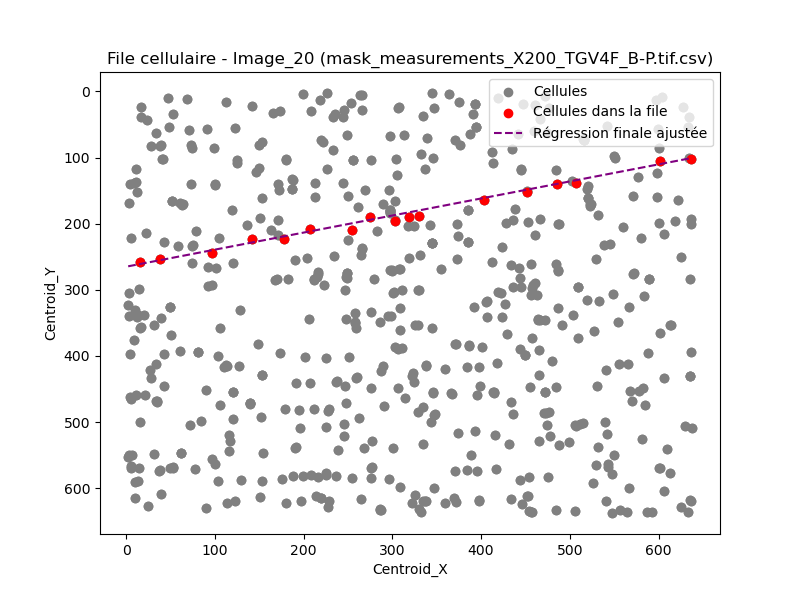 File cellulaire - Image_20 (mask_measurements_X200_TGV4F_B-P.tif.csv)
Cellules
Cellules dans la file
Régression finale ajustée
0
100
200
300
400
500
600
Centroid_Y
0 100 200 300 400 500 600
Centroid_X